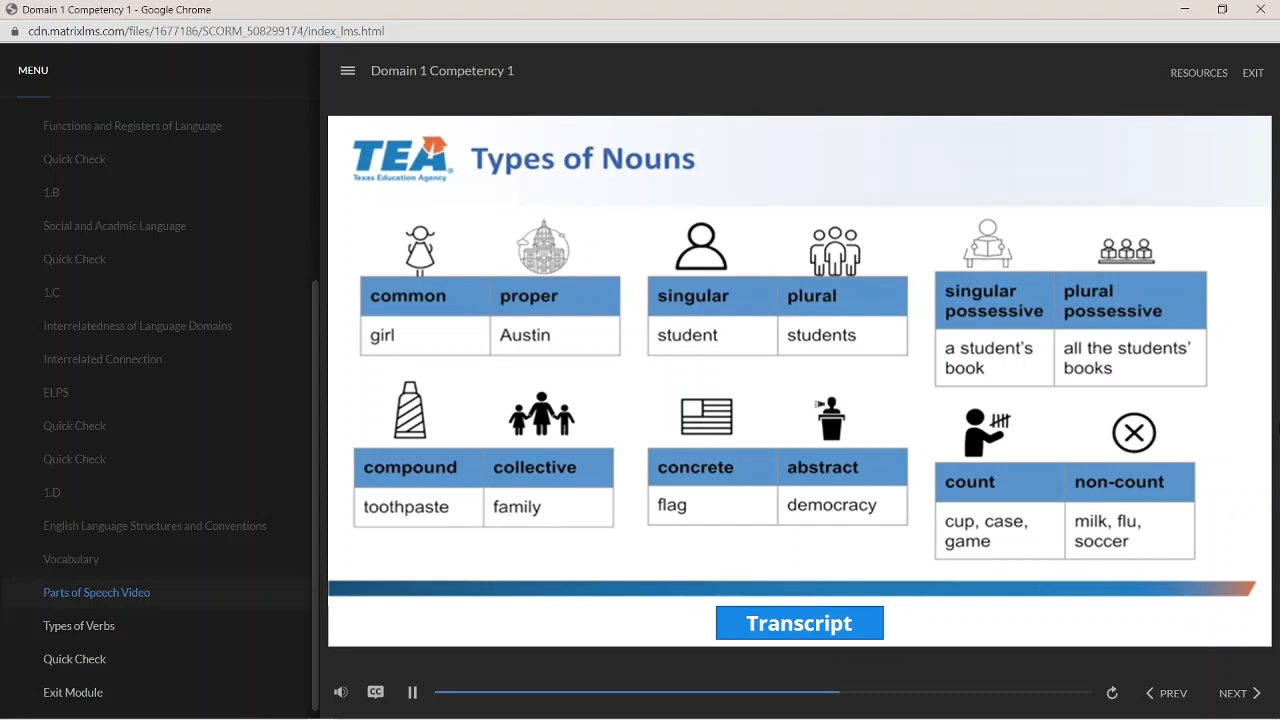 Domain 1 Competency 1 - Google Chrome
cdn.matrixlms.com/files/1677186/SCORM_508299174/index_lms.html
MENU
Functions and Registers of Language
Quick Check
1.B
Social and Acadmic Language
Quick Check
1.C
Interrelatedness of Language Domains
Interrelated Connection
ELPS
Quick Check
Quick Check
1.D
English Language Structures and Conventions
Vocabulary
Parts of Speech Video
Types of Verbs
Quick Check
Exit Module
Domain 1 Competency 1
RESOURCES EXIT
TEA
Texas Education Agency
Types of Nouns
common proper
girl Austin
singular plural
student students
singular possessive plural possessive
a student's book all the students' books
compound collective
toothpaste family
concrete abstract
flag democracy
count non-count
cup, case, game milk, flu, soccer
Transcript
CC
PREV NEXT